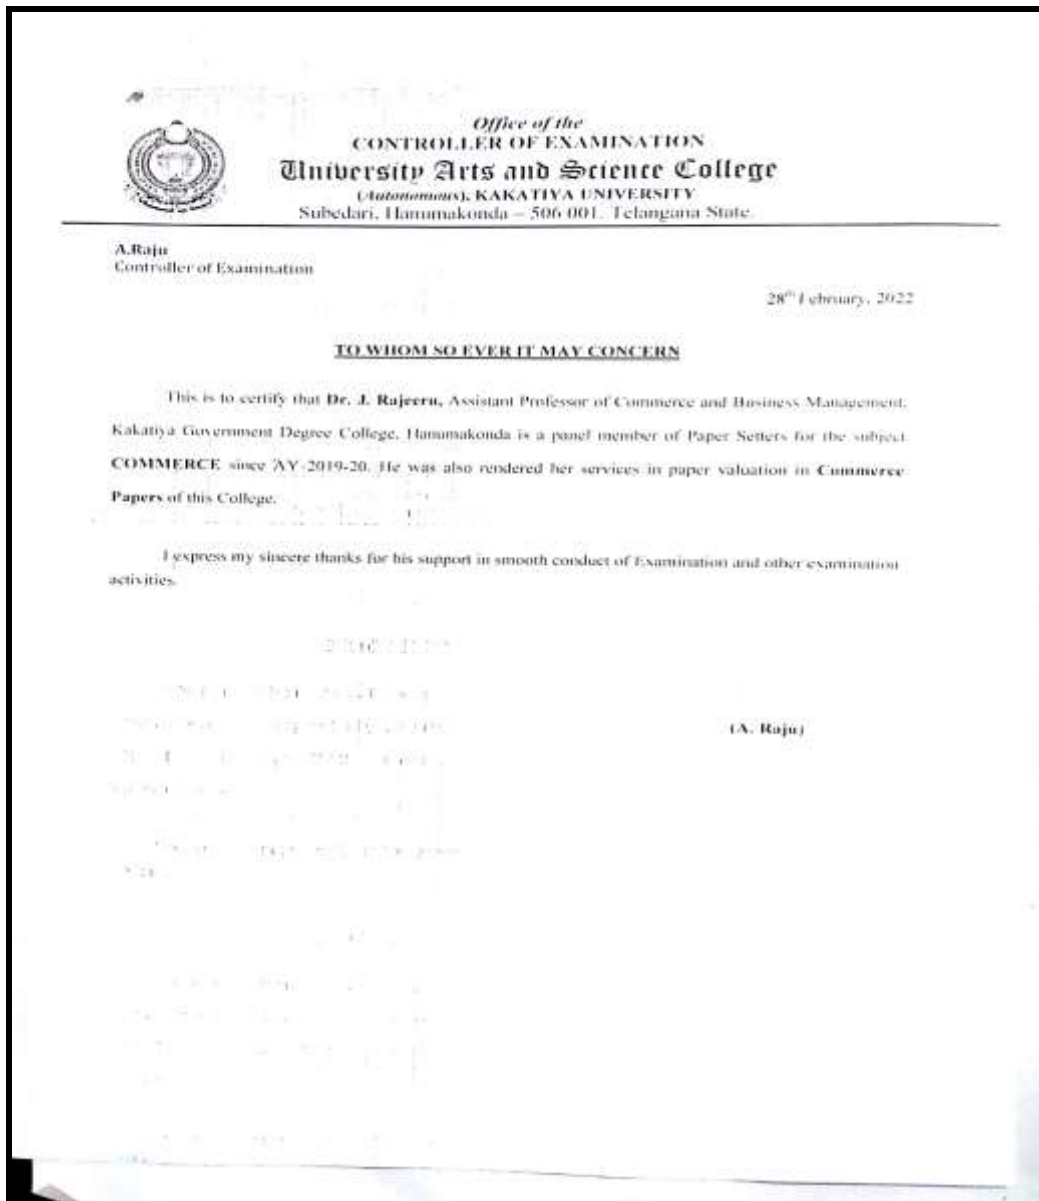 Office of the
CONTROLLER OF EXAMINATION
University Arts and Science College
(Autonomous), KAKATIYA UNIVERSITY
Subedari, Hanumakonda – 506 001. Telangana State.
A.Raju
Controller of Examination
28th February, 2022
TO WHOM SO EVER IT MAY CONCERN
This is to certify that Dr. J. Rajeeru, Assistant Professor of Commerce and Business Management,
Kakatiya Government Degree College, Hanumakonda is a panel member of Paper Setters for the subject
COMMERCE since AY-2019-20. He was also rendered her services in paper valuation in Commerce
Papers of this College.
I express my sincere thanks for his support in smooth conduct of Examination and other examination
activities.
(A. Raju)